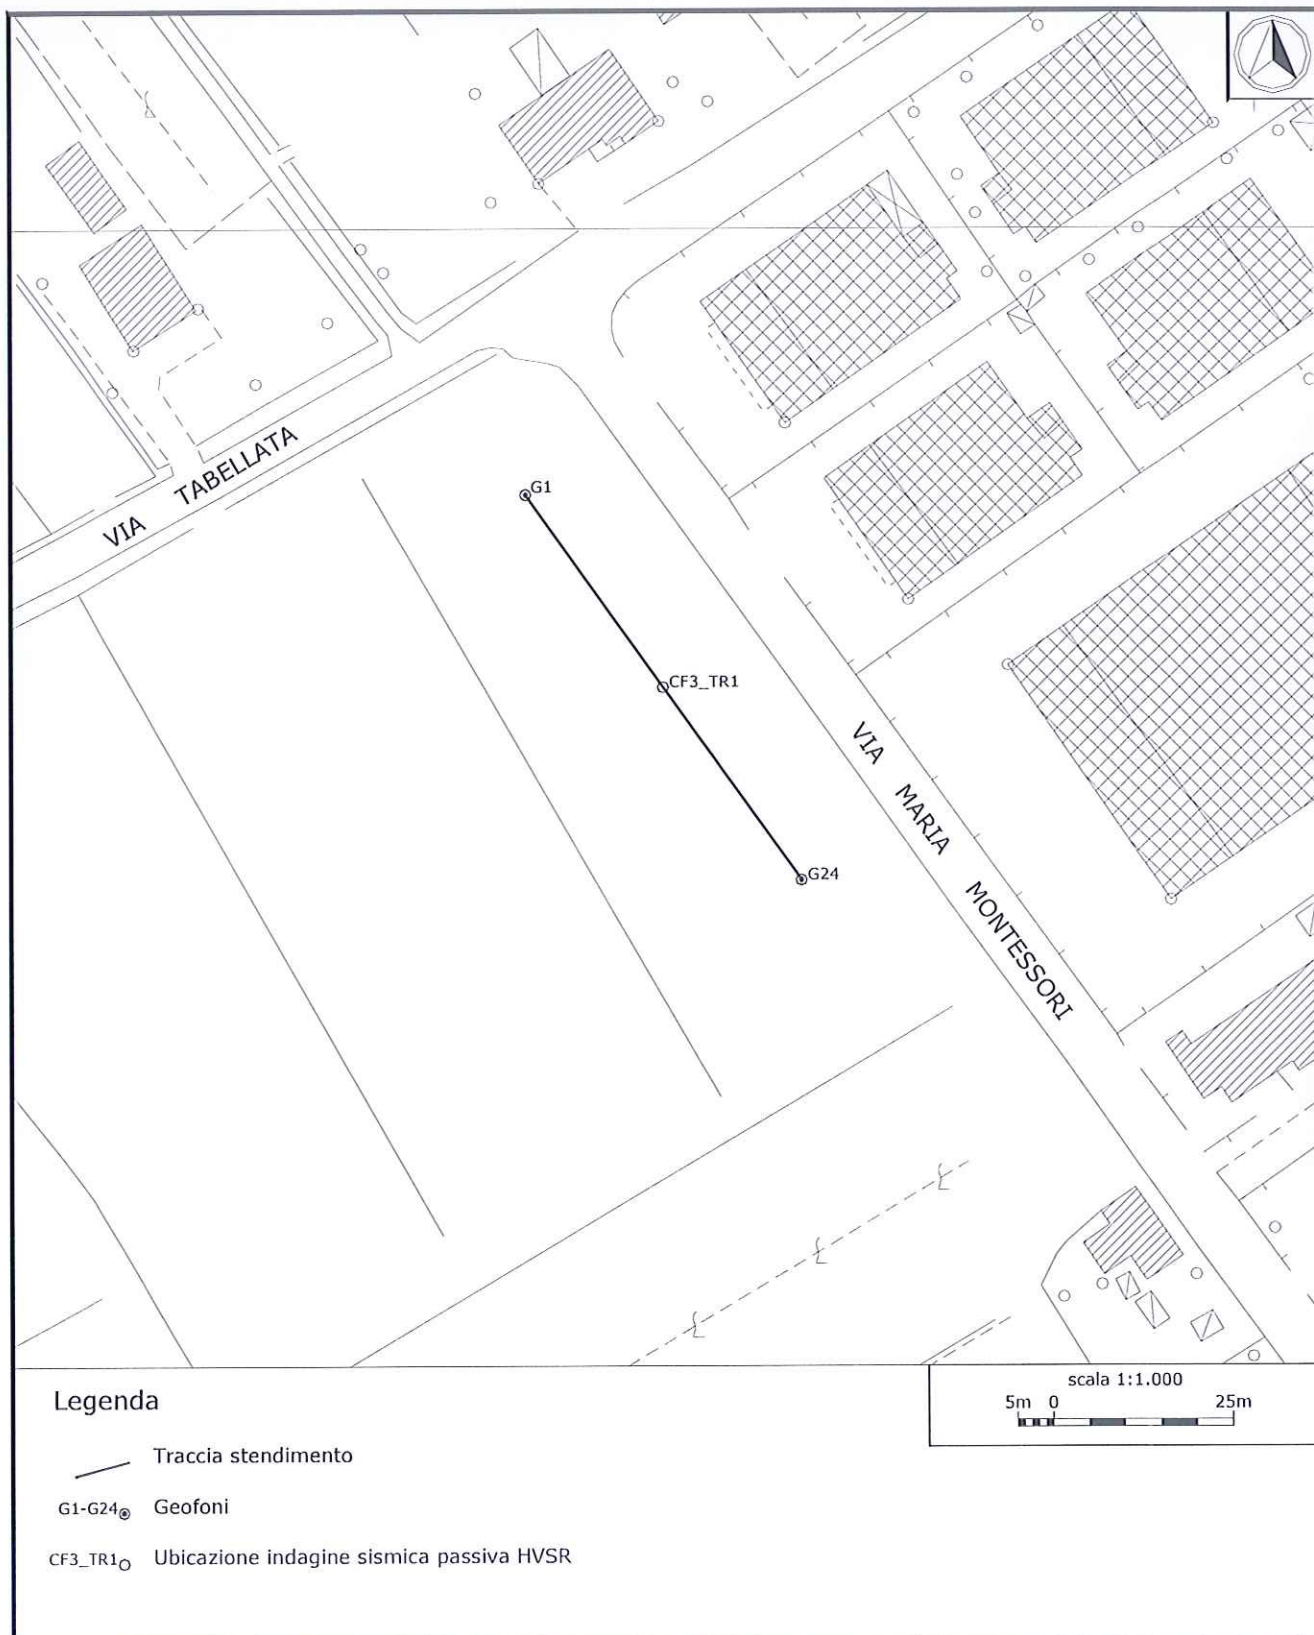 VIA TABELLATA
G1
CF3_TR1
G24
VIA MARIA MONTESSORI
scala 1:1.000
5m 0 25m
Legenda
Traccia stendimento
G1-G24 Geofoni
CF3_TR1 Ubicazione indagine sismica passiva HVSR